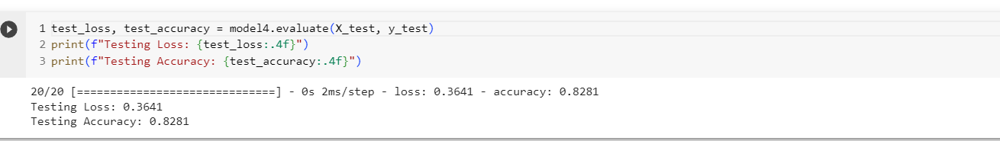 1 test_loss, test_accuracy = model4.evaluate(X_test, y_test)
2 print(f"Testing Loss: {test_loss:.4f}")
3 print(f"Testing Accuracy: {test_accuracy:.4f}")
20/20 [==============================] - 0s 2ms/step - loss: 0.3641 - accuracy: 0.8281
Testing Loss: 0.3641
Testing Accuracy: 0.8281